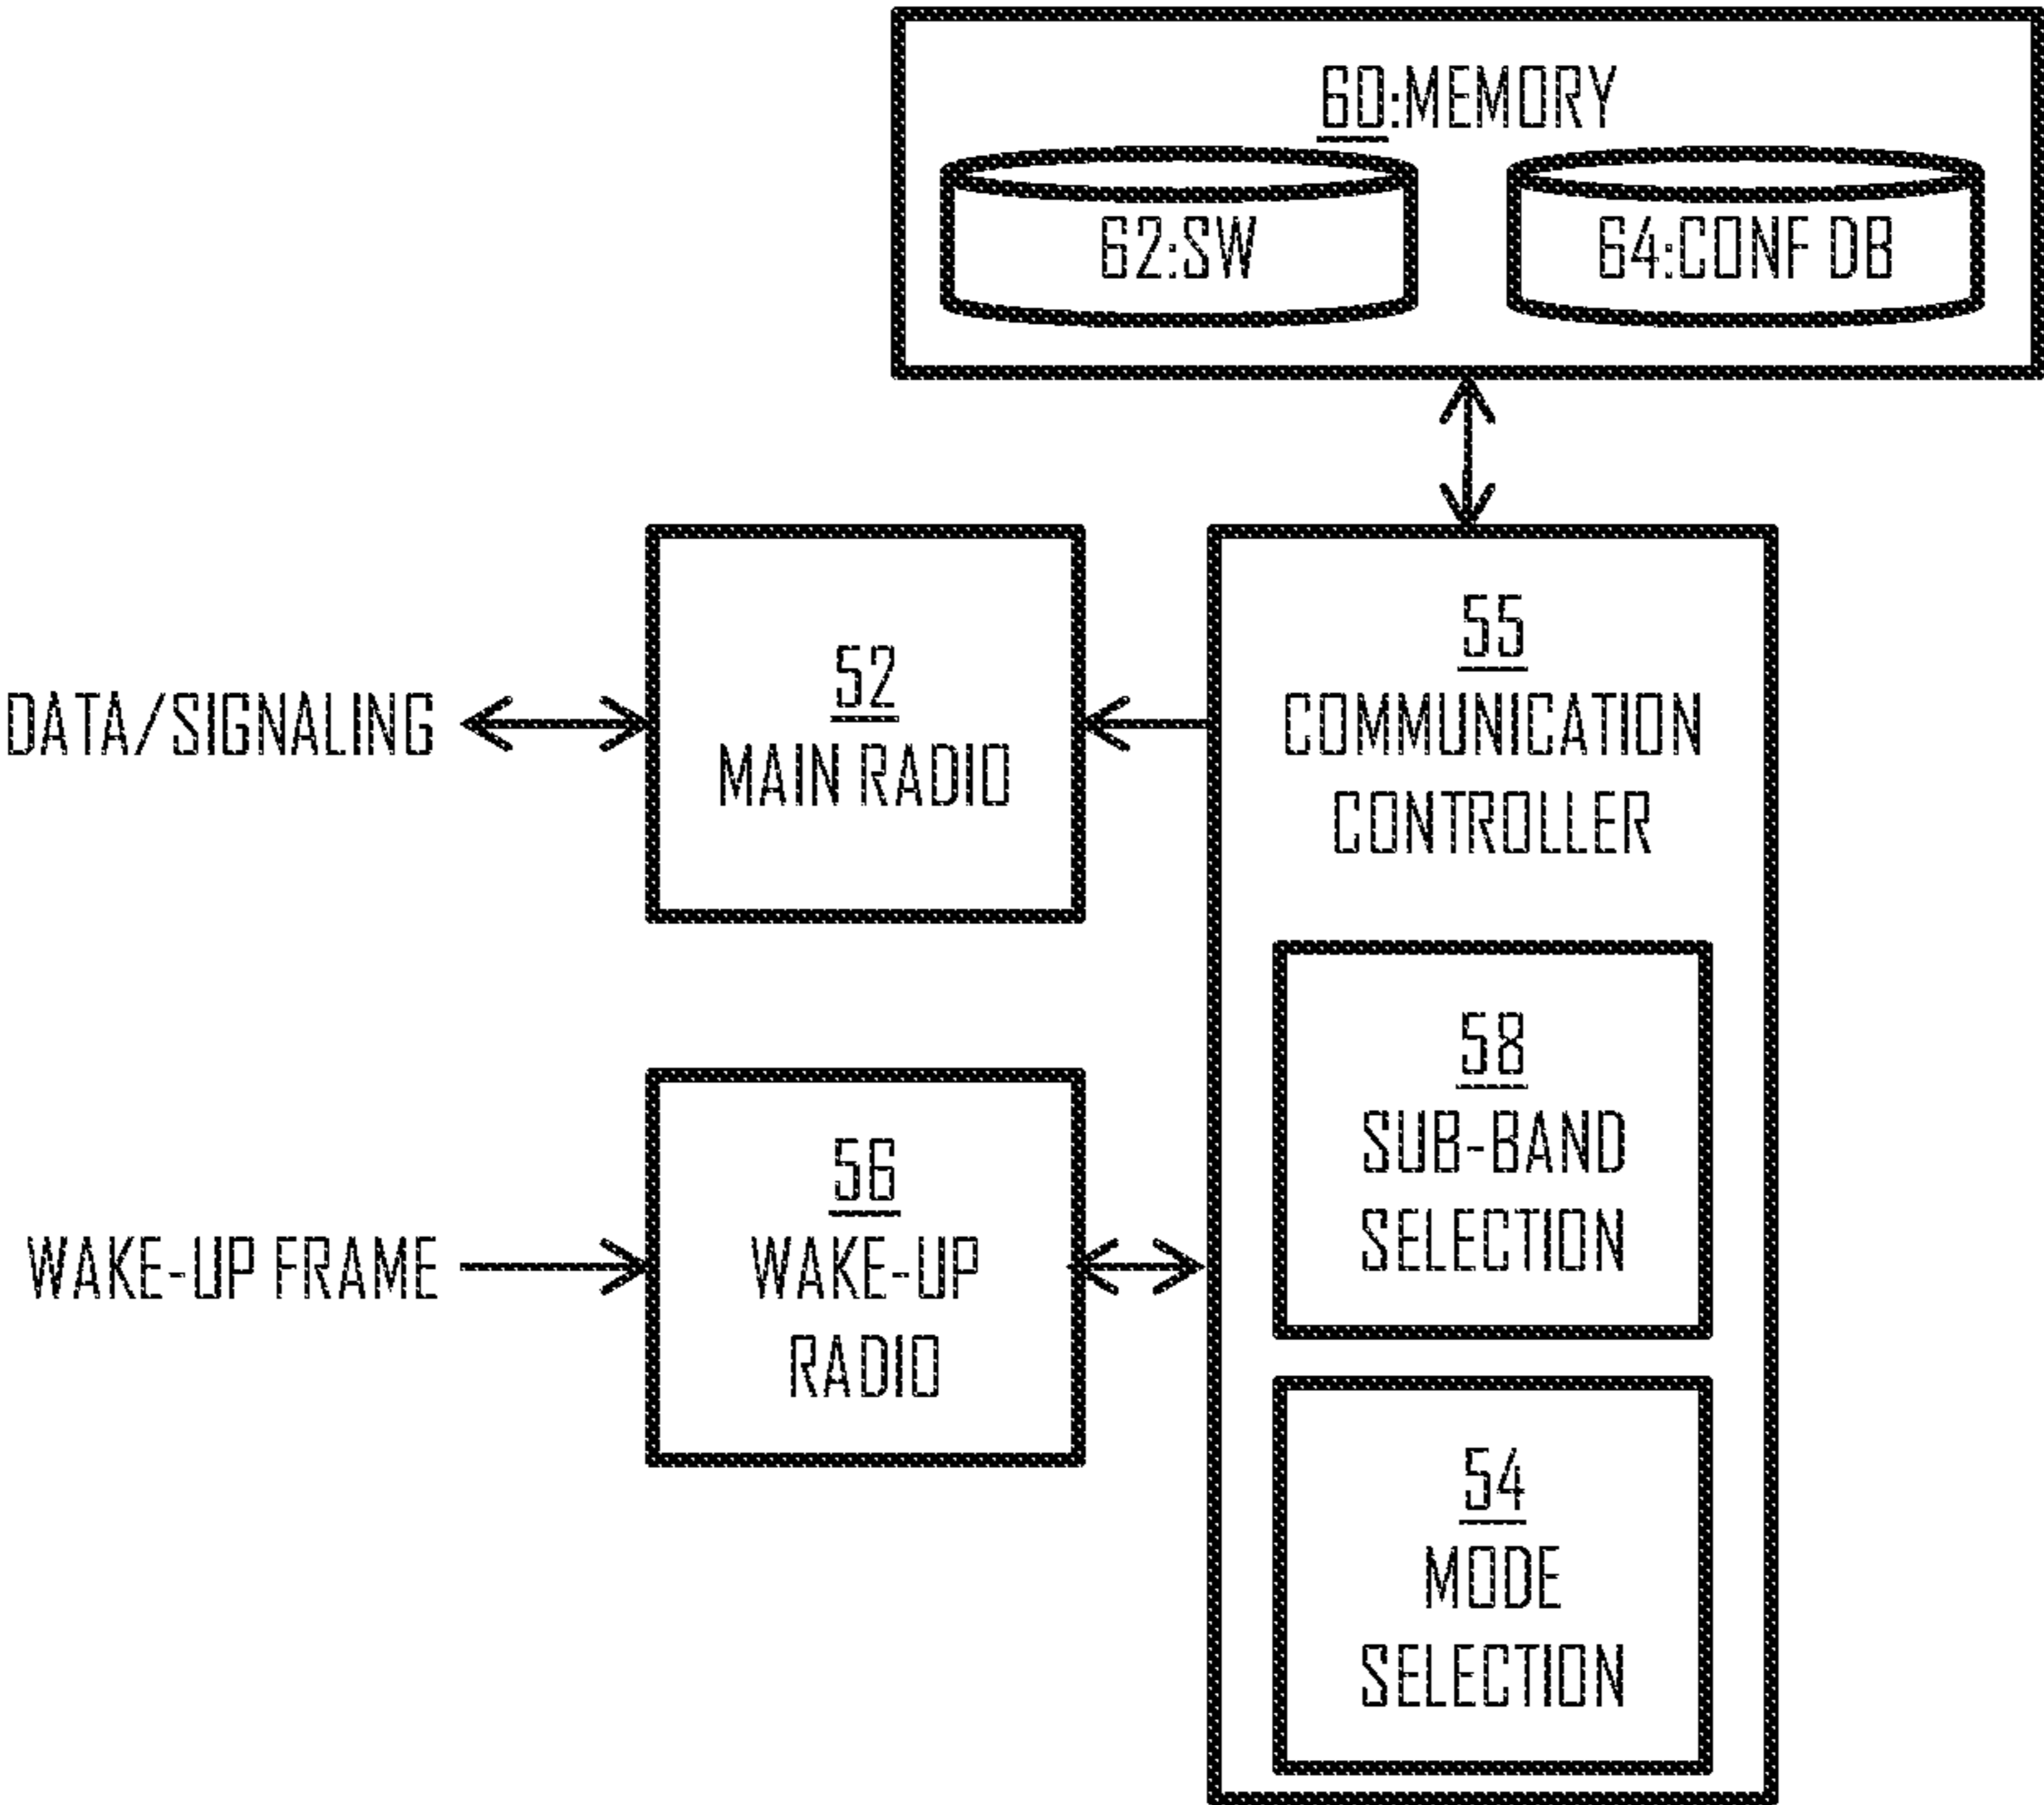 60:MEMORY
62:SW
64:CONF DB
DATA/SIGNALING
52
MAIN RADIO
55
COMMUNICATION
CONTROLLER
58
SUB-BAND
SELECTION
WAKE-UP FRAME
56
WAKE-UP
RADIO
54
MODE
SELECTION